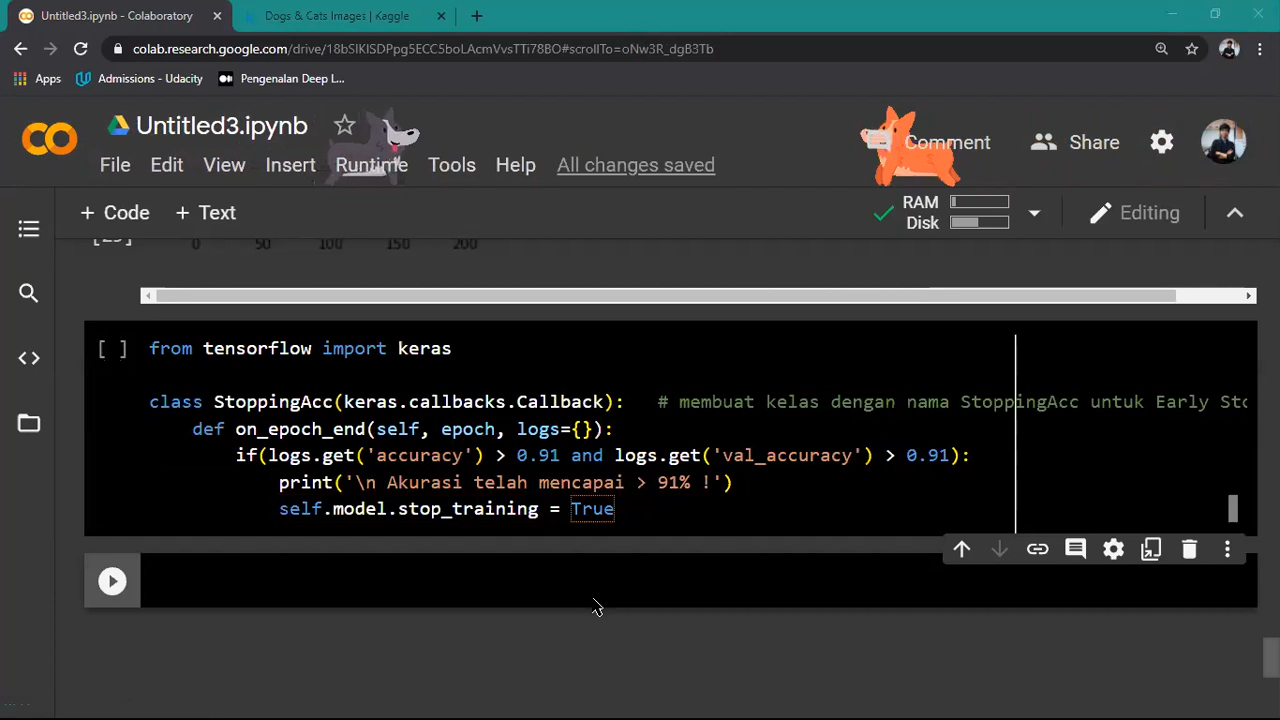 Untitled3.ipynb - Colaboratory
Dogs & Cats Images | Kaggle
colab.research.google.com/drive/18bSIKISDPpg5ECC5boLAcmVvsTTi78BO#scrollTo=oNw3R_dgB3Tb
Apps Admissions - Udacity Pengenalan Deep L...
Untitled3.ipynb
Comment Share
File Edit View Insert Runtime Tools Help All changes saved
+ Code + Text
RAM
Disk
Editing
0 50 100 150 200
[ ] from tensorflow import keras
class StoppingAcc(keras.callbacks.Callback): # membuat kelas dengan nama StoppingAcc untuk Early Sto
def on_epoch_end(self, epoch, logs={}):
if(logs.get('accuracy') > 0.91 and logs.get('val_accuracy') > 0.91):
print('\n Akurasi telah mencapai > 91% !')
self.model.stop_training = True